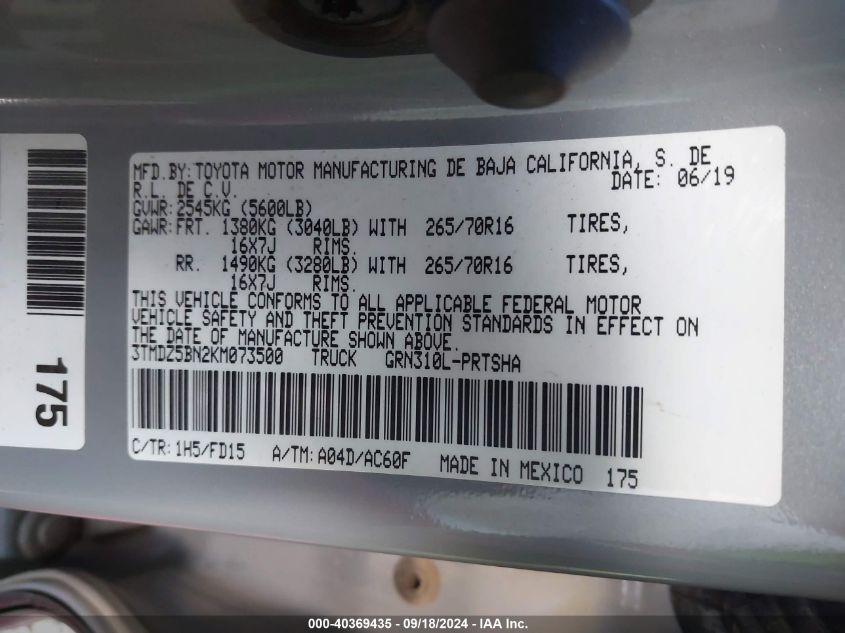 MFD.BY:TOYOTA MOTOR MANUFACTURING DE BAJA CALIFORNIA, S. DE
R.L. DE C.V.
DATE: 06/19
GVWR:2545KG (5600LB)
GAWR:FRT. 1380KG (3040LB) WITH 265/70R16 TIRES,
16X7J RIMS.
RR. 1490KG (3280LB) WITH 265/70R16 TIRES,
16X7J RIMS.
THIS VEHICLE CONFORMS TO ALL APPLICABLE FEDERAL MOTOR
VEHICLE SAFETY AND THEFT PREVENTION STANDARDS IN EFFECT ON
THE DATE OF MANUFACTURE SHOWN ABOVE.
3TMDZ5BN2KM073500 TRUCK GRN310L-PRTSHA
C/TR:1H5/FD15 A/TM:A04D/AC60F MADE IN MEXICO 175
175
000-40369435 - 09/18/2024 - IAA Inc.